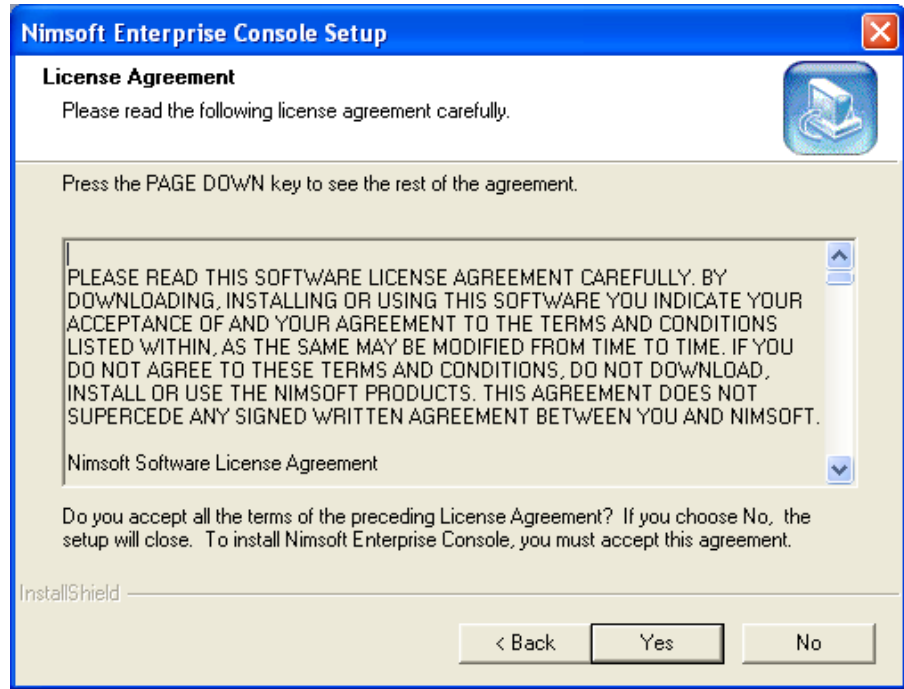 Nimsoft Enterprise Console Setup
License Agreement
Please read the following license agreement carefully.
Press the PAGE DOWN key to see the rest of the agreement.
PLEASE READ THIS SOFTWARE LICENSE AGREEMENT CAREFULLY. BY
DOWNLOADING, INSTALLING OR USING THIS SOFTWARE YOU INDICATE YOUR
ACCEPTANCE OF AND YOUR AGREEMENT TO THE TERMS AND CONDITIONS
LISTED WITHIN, AS THE SAME MAY BE MODIFIED FROM TIME TO TIME. IF YOU
DO NOT AGREE TO THESE TERMS AND CONDITIONS, DO NOT DOWNLOAD,
INSTALL OR USE THE NIMSOFT PRODUCTS. THIS AGREEMENT DOES NOT
SUPERCEDE ANY SIGNED WRITTEN AGREEMENT BETWEEN YOU AND NIMSOFT.
Nimsoft Software License Agreement
Do you accept all the terms of the preceding License Agreement? If you choose No, the
setup will close. To install Nimsoft Enterprise Console, you must accept this agreement.
InstallShield
< Back Yes No